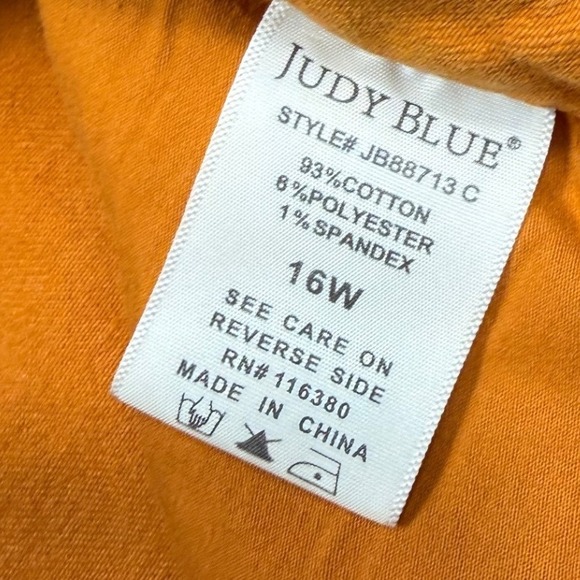 JUDY BLUE®
STYLE# JB88713 C
93%COTTON
6%POLYESTER
1%SPANDEX
16W
SEE CARE ON
REVERSE SIDE
RN# 116380
MADE IN CHINA